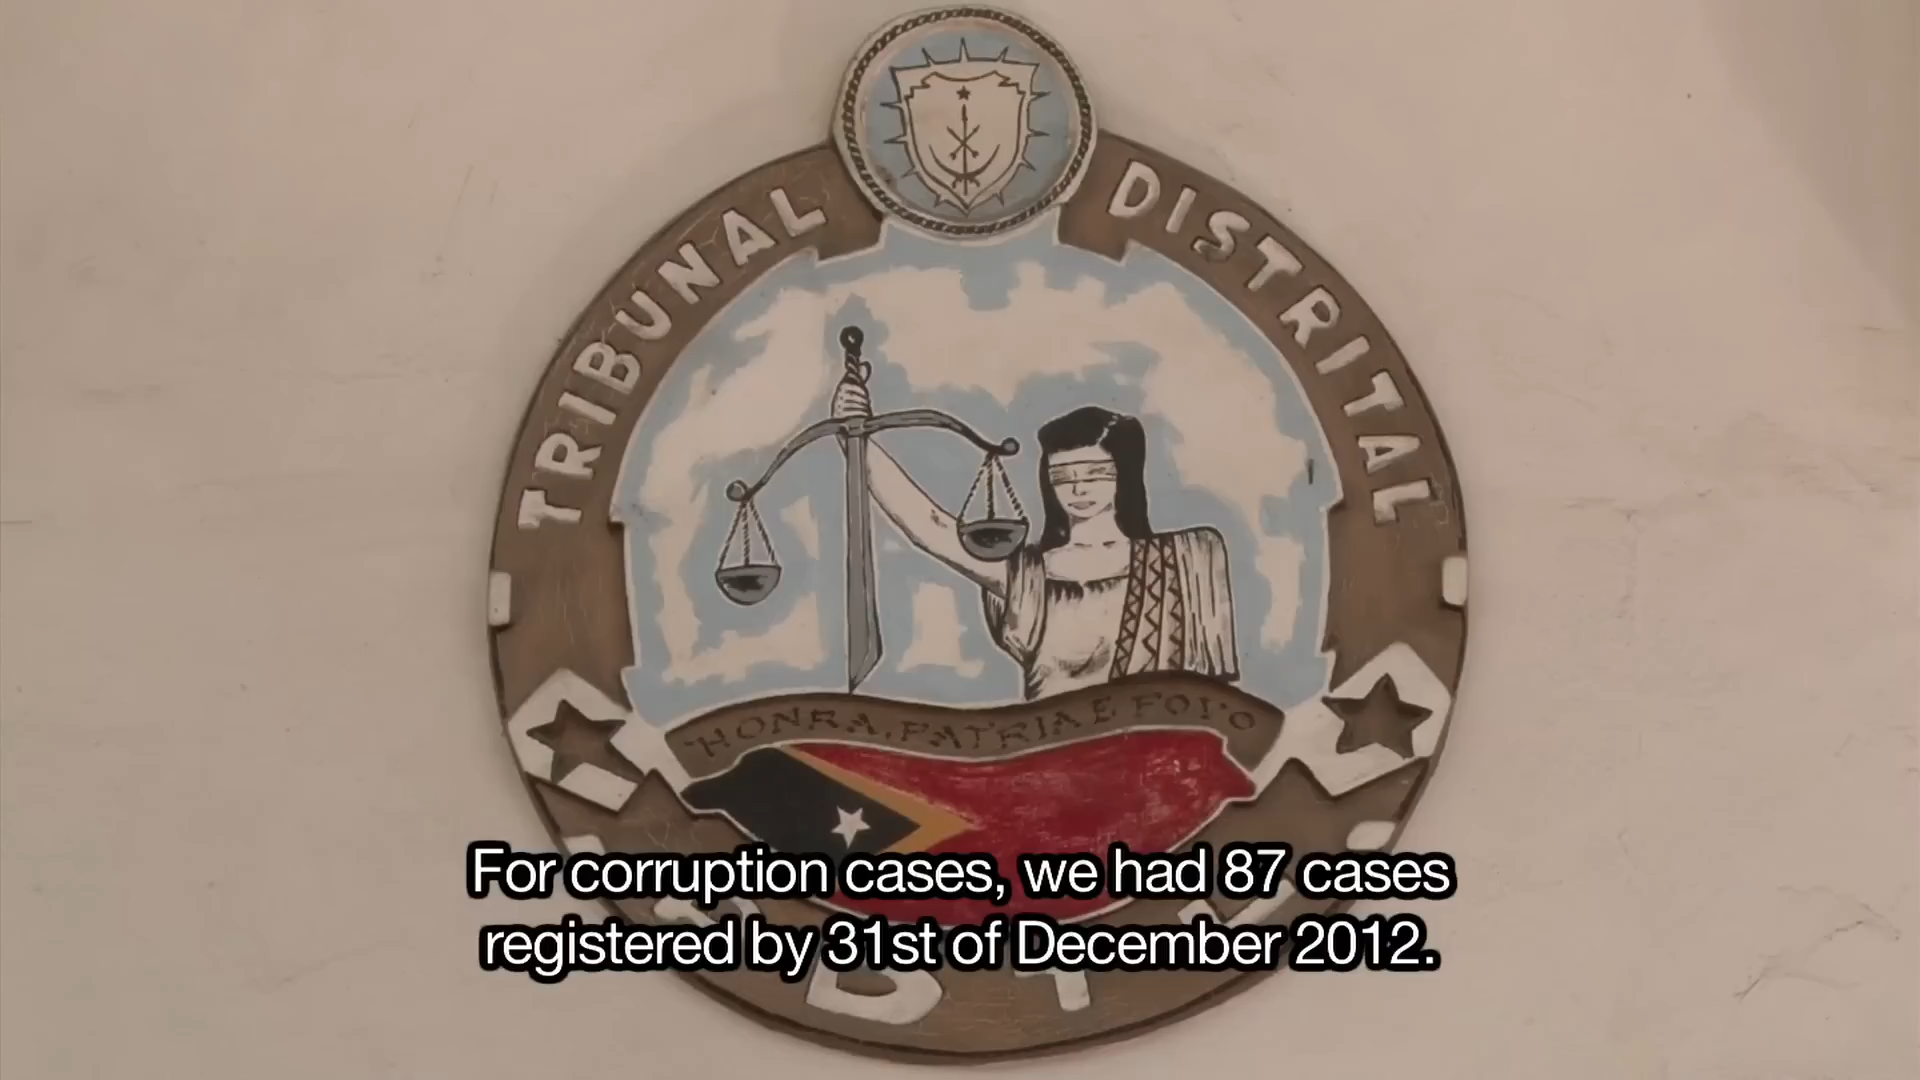 TRIBUNAL DISTRITAL
HONRA, PATRIA E POVO
For corruption cases, we had 87 cases
registered by 31st of December 2012.